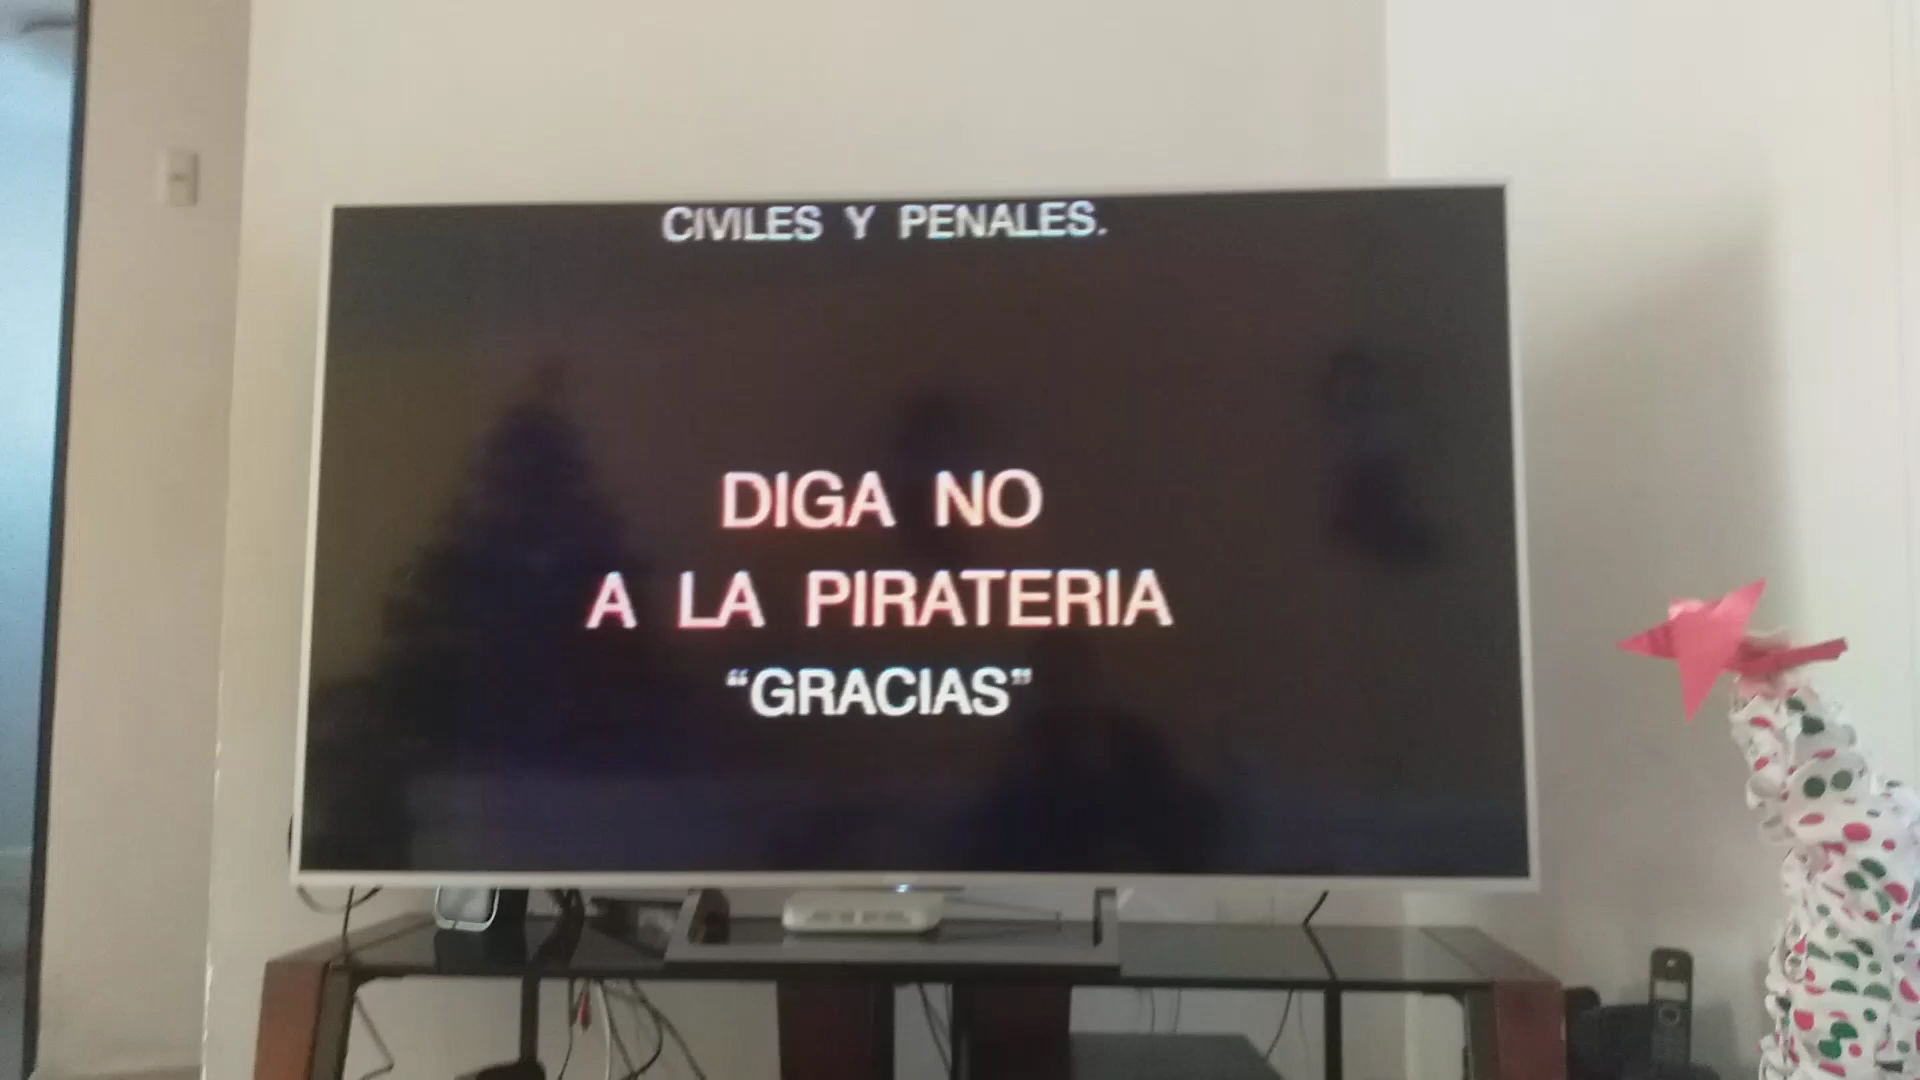 CIVILES Y PENALES.
DIGA NO
A LA PIRATERIA
“GRACIAS”